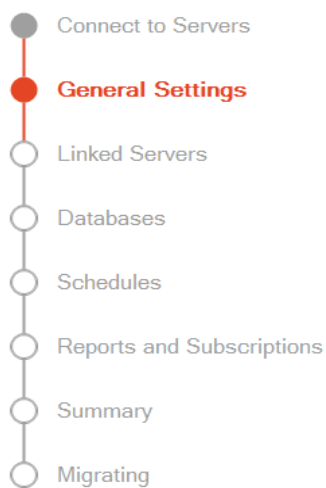 Connect to Servers
General Settings
Linked Servers
Databases
Schedules
Reports and Subscriptions
Summary
Migrating